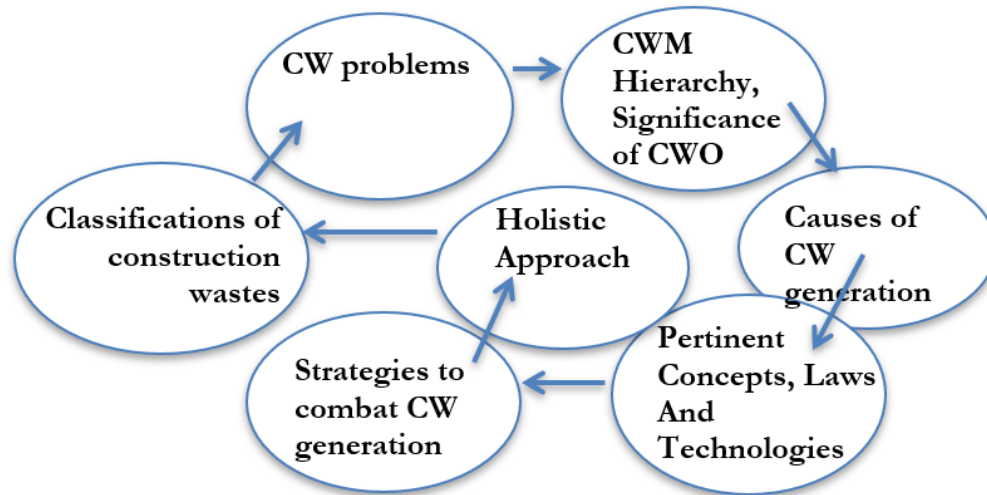 CW problems
CWM
Hierarchy,
Significance
of CWO
Classifications of
construction
wastes
Holistic
Approach
Causes of
CW
generation
Strategies to
combat CW
generation
Pertinent
Concepts, Laws
And
Technologies